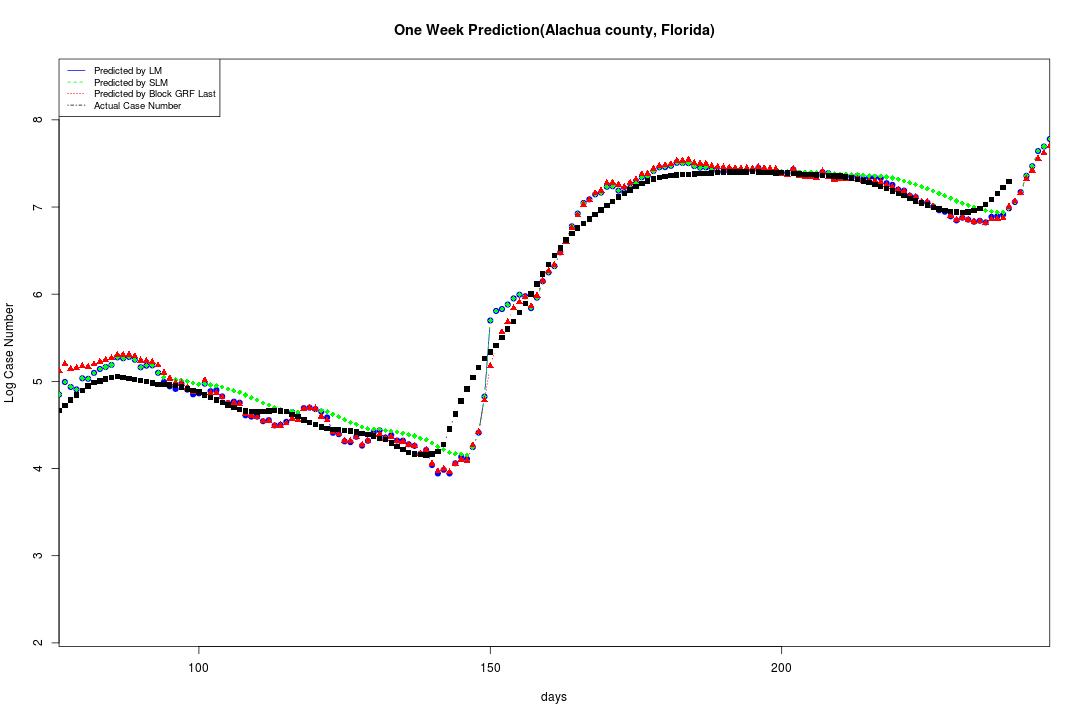 One Week Prediction(Alachua county, Florida)
Predicted by LM
Predicted by SLM
Predicted by Block GRF Last
Actual Case Number
Log Case Number
8
7
6
5
4
3
2
100 150 200
days